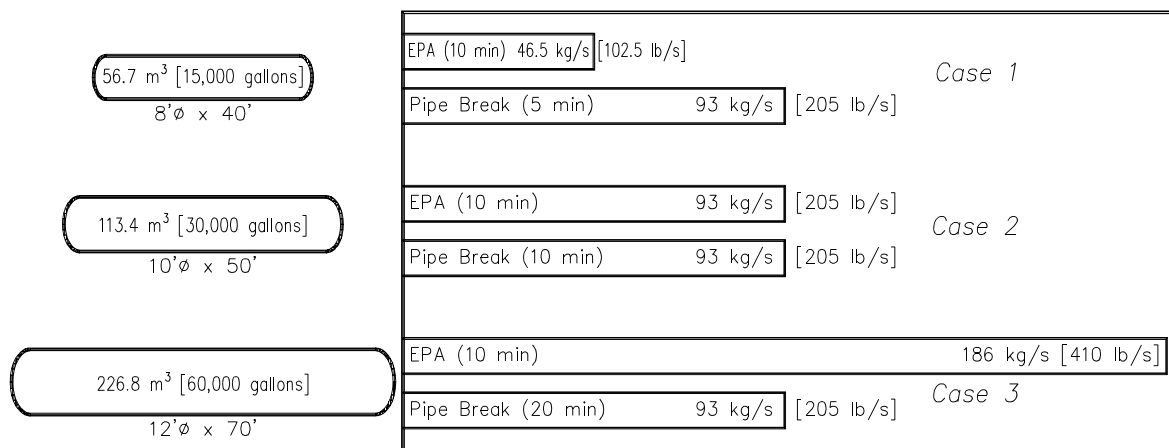 EPA (10 min) 46.5 kg/s [102.5 lb/s]
Case 1
56.7 m³ [15,000 gallons]
8'ø x 40'
Pipe Break (5 min) 93 kg/s [205 lb/s]
EPA (10 min) 93 kg/s [205 lb/s]
Case 2
113.4 m³ [30,000 gallons]
10'ø x 50'
Pipe Break (10 min) 93 kg/s [205 lb/s]
EPA (10 min) 186 kg/s [410 lb/s]
Case 3
226.8 m³ [60,000 gallons]
12'ø x 70'
Pipe Break (20 min) 93 kg/s [205 lb/s]